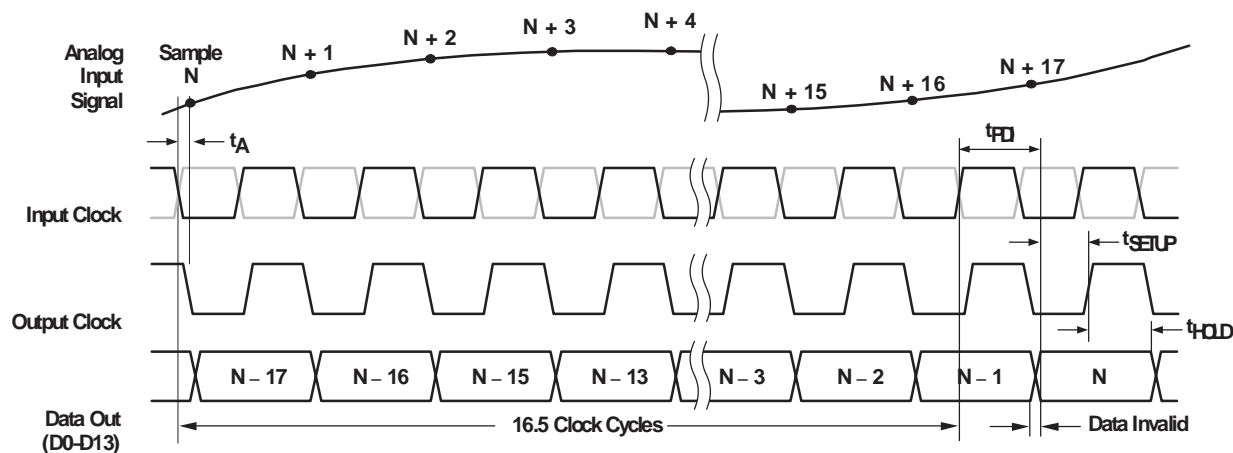 Analog
Input
Signal
Sample
N
N + 1
N + 2
N + 3
N + 4
N + 15
N + 16
N + 17
tA
tPDI
Input Clock
tSETUP
Output Clock
tHOLD
N – 17
N – 16
N – 15
N – 13
N – 3
N – 2
N – 1
N
Data Out
(D0-D13)
16.5 Clock Cycles
Data Invalid